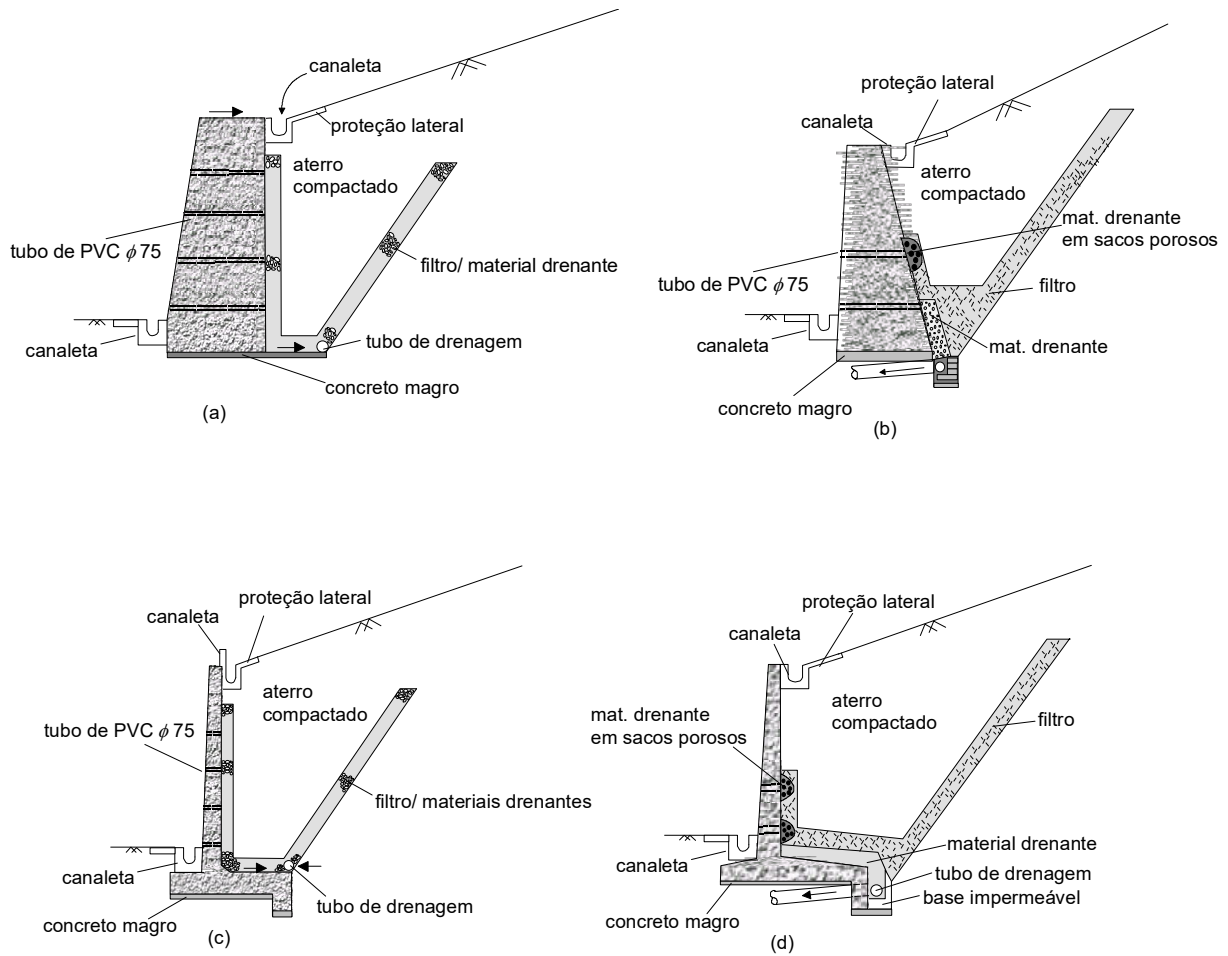 canaleta
proteção lateral
aterro
compactado
tubo de PVC ϕ 75
filtro/ material drenante
canaleta
tubo de drenagem
concreto magro
(a)
proteção lateral
canaleta
aterro
compactado
mat. drenante
em sacos porosos
tubo de PVC ϕ 75
filtro
canaleta
mat. drenante
concreto magro
(b)
proteção lateral
canaleta
aterro
compactado
tubo de PVC ϕ 75
filtro/ materiais drenantes
canaleta
tubo de drenagem
concreto magro
(c)
proteção lateral
canaleta
aterro
compactado
mat. drenante
em sacos porosos
filtro
material drenante
canaleta
tubo de drenagem
base impermeável
concreto magro
(d)